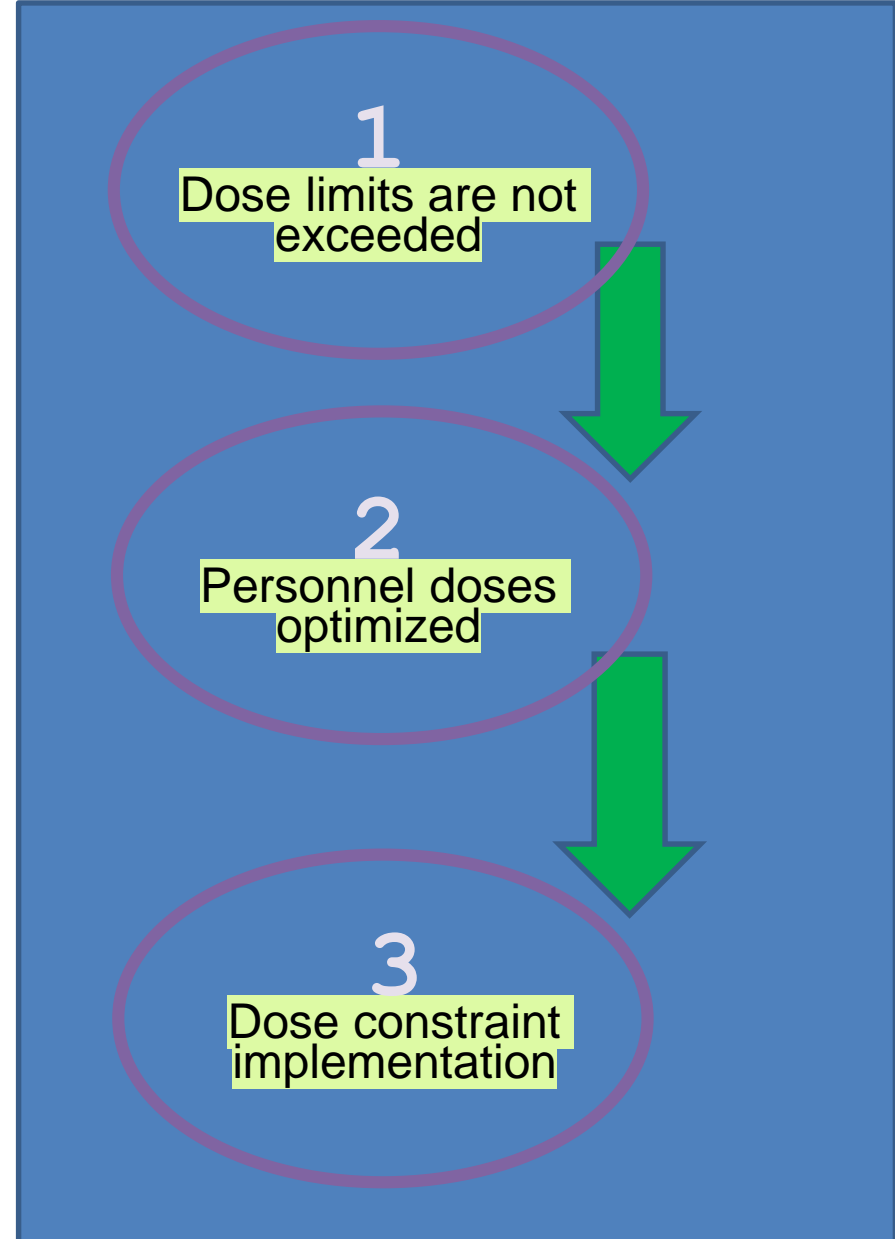 1
Dose limits are not
exceeded
2
Personnel doses
optimized
3
Dose constraint
implementation